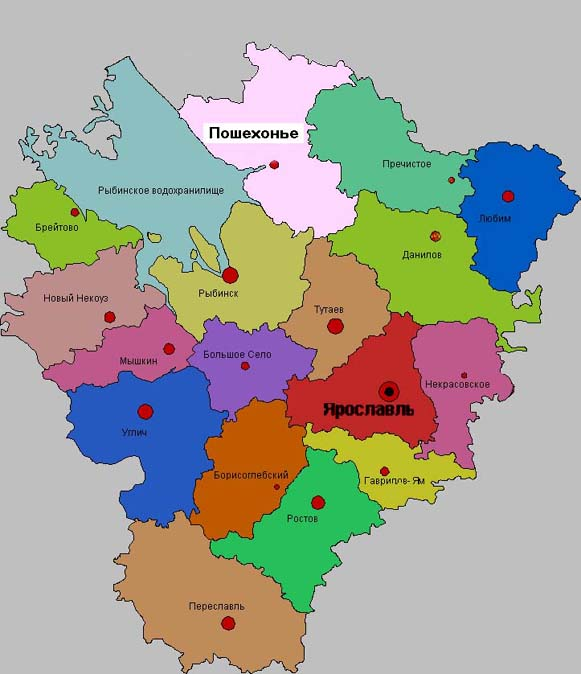 Пошехонье
Пречистое
Рыбинское водохранилище
Любим
Брейтово
Данилов
Рыбинск
Новый Некоуз
Тутаев
Большое Село
Мышкин
Некрасовское
Ярославль
Углич
Борисоглебский
Гаврилов-Ям
Ростов
Переславль